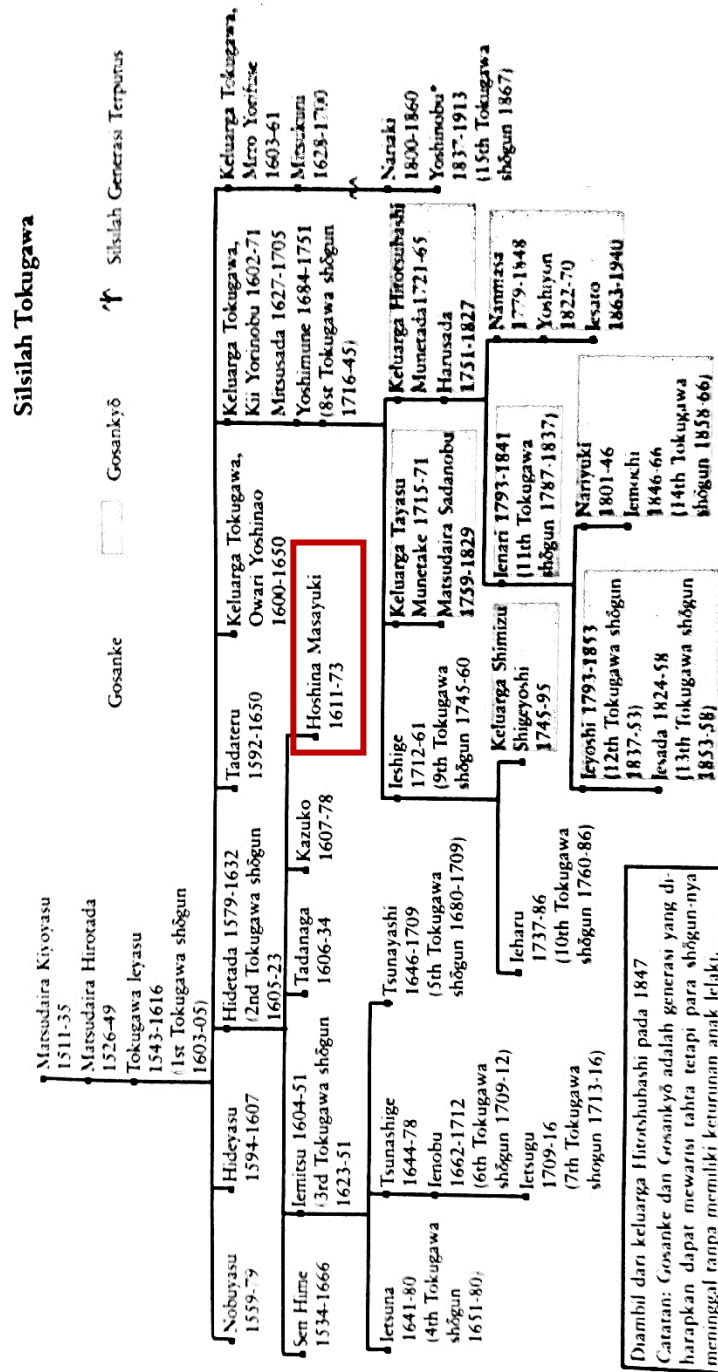 Silsilah Tokugawa
Gosanke
Gosankyō
Silsilah Generasi Terputus
Matsudaira Kiyoyasu
1511-35
Matsudaira Hirotada
1526-49
Tokugawa Ieyasu
1543-1616
(1st Tokugawa shōgun
1603-05)
Nobuyasu
1559-79
Hideyasu
1594-1607
Hidetada 1579-1632
(2nd Tokugawa shōgun
1605-23
Tadateru
1592-1650
Keluarga Tokugawa,
Owari Yoshinao
1600-1650
Keluarga Tokugawa,
Kii Yorinobu 1602-71
Mitsusada 1627-1705
Yoshimune 1684-1751
(8st Tokugawa shōgun
1716-45)
Keluarga Tokugawa,
Yorifuse
1603-61
Mitsukuni
1628-1700
Nariaki
1800-1860
Yoshinobu*
1837-1913
(15th Tokugawa
shōgun 1867)
Sen Hime
1534-1666
Iemitsu 1604-51
(3rd Tokugawa shōgun
1623-51
Tadanaga
1606-34
Kazuko
1607-78
Hoshina Masayuki
1611-73
Ietsuna
1641-80
(4th Tokugawa
shōgun
1651-80)
Tsunashige
1644-78
Ienobu
1662-1712
(6th Tokugawa
shōgun 1709-12)
Ietsugu
1709-16
(7th Tokugawa
shogun 1713-16)
Tsunayashi
1646-1709
(5th Tokugawa
shōgun 1680-1709)
Ieshige
1712-61
(9th Tokugawa
shōgun 1745-60
Keluarga Tayasu
Munetake 1715-71
Matsudaira Sadanobu
1759-1829
Keluarga Hitotsubashi
Munetada 1721-65
Harusada
1751-1827
Ieharu
1737-86
(10th Tokugawa
shōgun 1760-86)
Keluarga Shimizu
Shigeyoshi
1745-95
Ienari 1793-1841
(11th Tokugawa
shōgun 1787-1837)
Narimasa
1779-1848
Yoshiyori
1822-70
Iesato
1863-1940
Ieyoshi 1793-1853
(12th Tokugawa shōgun
1837-53)
Iesada 1824-58
(13th Tokugawa shōgun
1853-58)
Nariyuki
1801-46
Iemochi
1846-66
(14th Tokugawa
shōgun 1858-66)
Diambil dari keluarga Hitotshubashi pada 1847
Catatan: Gosanke dan Gosankyō adalah generasi yang di-
harapkan dapat mewarisi tahta tetapi para shōgun-nya
meninggal tanpa memiliki keturunan anak lelaki.